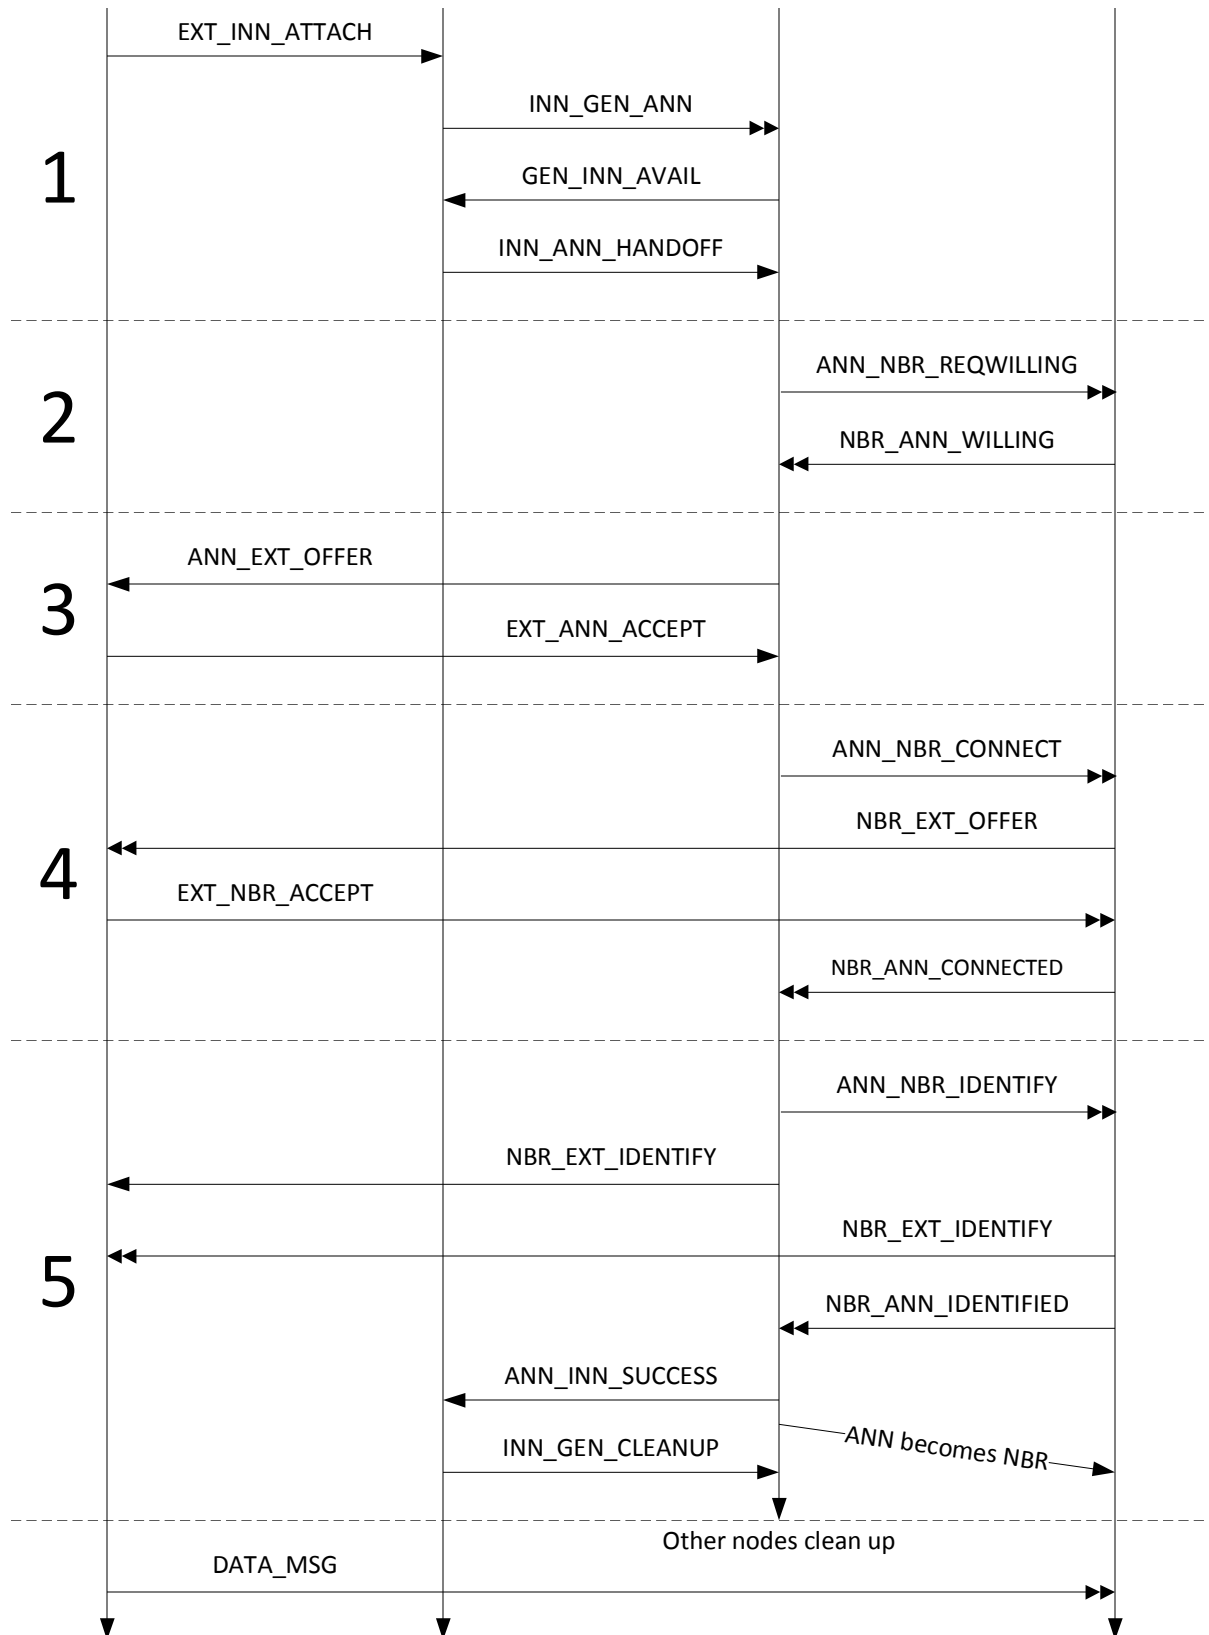 EXT_INN_ATTACH
INN_GEN_ANN
1
GEN_INN_AVAIL
INN_ANN_HANDOFF
ANN_NBR_REQWILLING
2
NBR_ANN_WILLING
ANN_EXT_OFFER
3
EXT_ANN_ACCEPT
ANN_NBR_CONNECT
NBR_EXT_OFFER
4
EXT_NBR_ACCEPT
NBR_ANN_CONNECTED
ANN_NBR_IDENTIFY
NBR_EXT_IDENTIFY
NBR_EXT_IDENTIFY
5
NBR_ANN_IDENTIFIED
ANN_INN_SUCCESS
ANN becomes NBR
INN_GEN_CLEANUP
Other nodes clean up
DATA_MSG